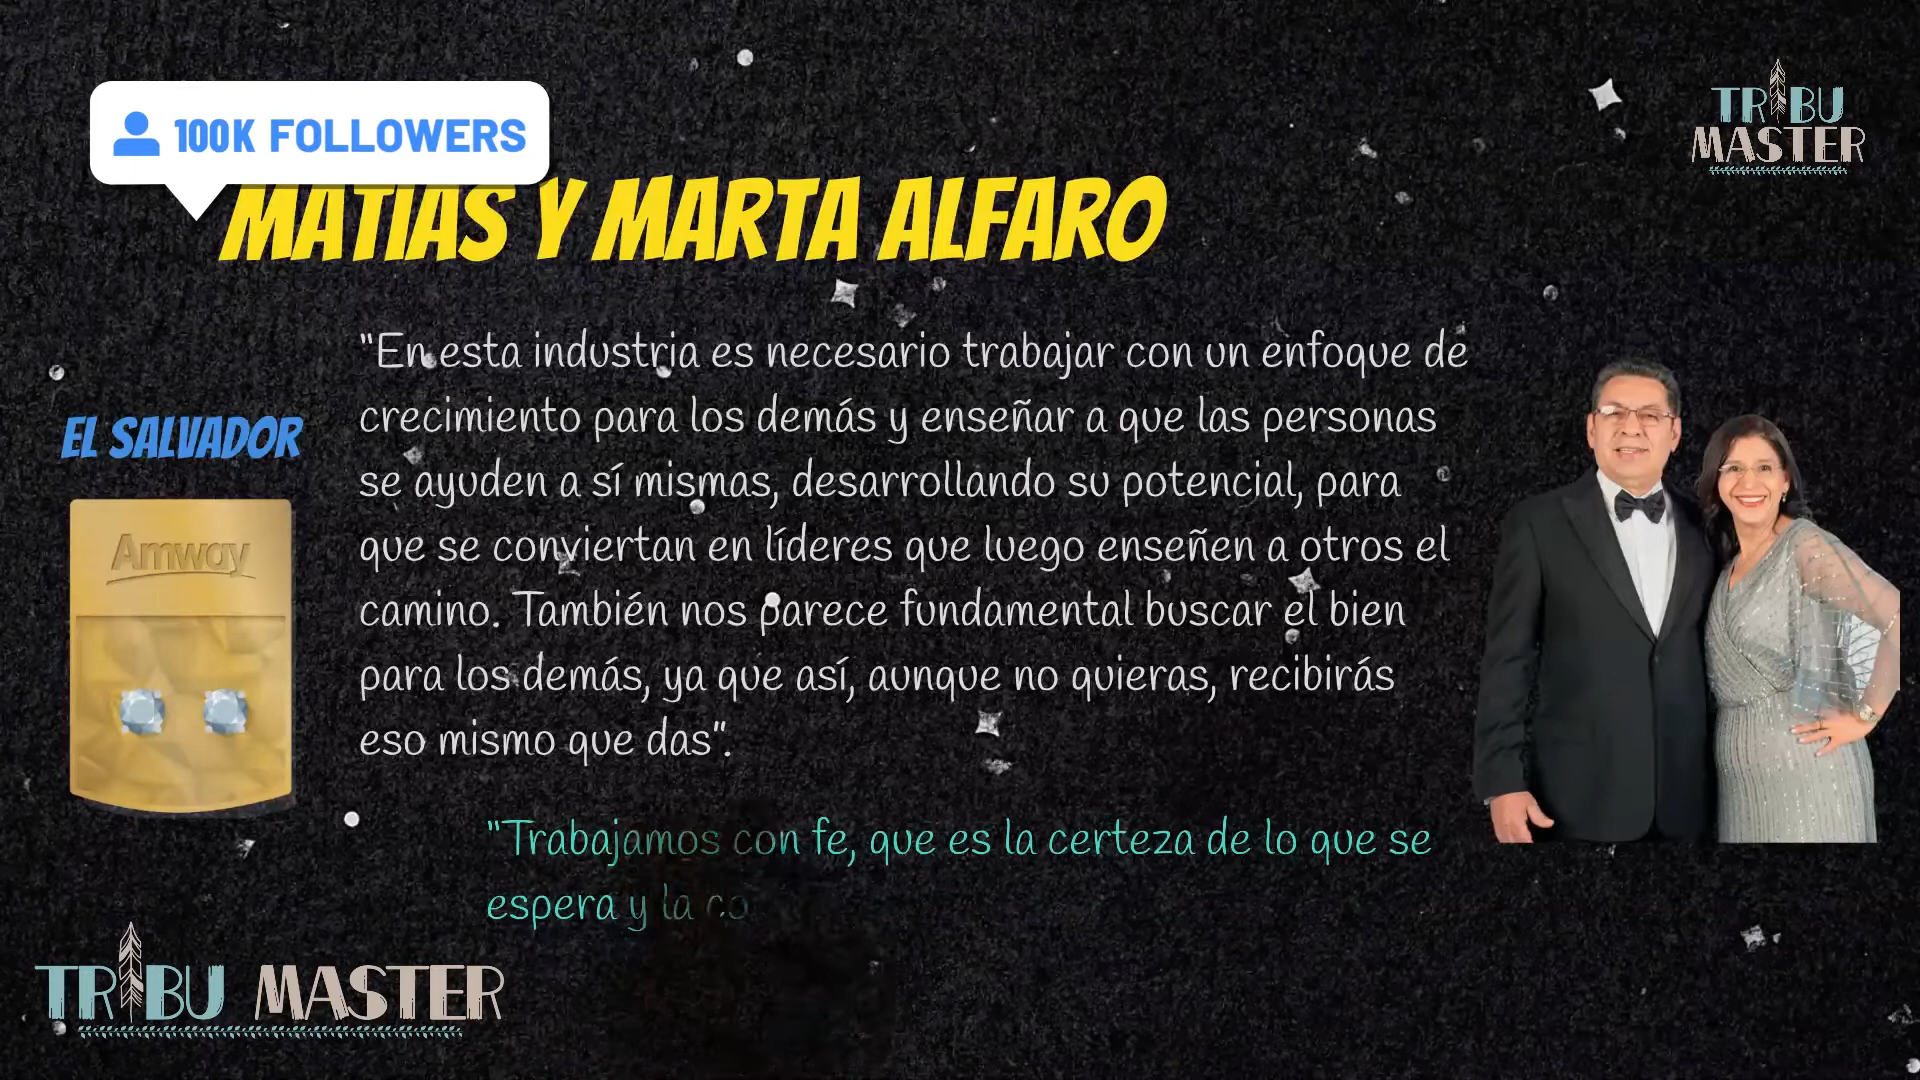 100K FOLLOWERS
TRIBU
MASTER
MATIAS Y MARTA ALFARO
"En esta industria es necesario trabajar con un enfoque de
crecimiento para los demás y enseñar a que las personas
se ayuden a sí mismas, desarrollando su potencial, para
que se conviertan en líderes que luego enseñen a otros el
camino. También nos parece fundamental buscar el bien
para los demás, ya que así, aunque no quieras, recibirás
eso mismo que das".
EL SALVADOR
Amway
"Trabajamos con fe, que es la certeza de lo que se
espera y la co
TRIBU MASTER